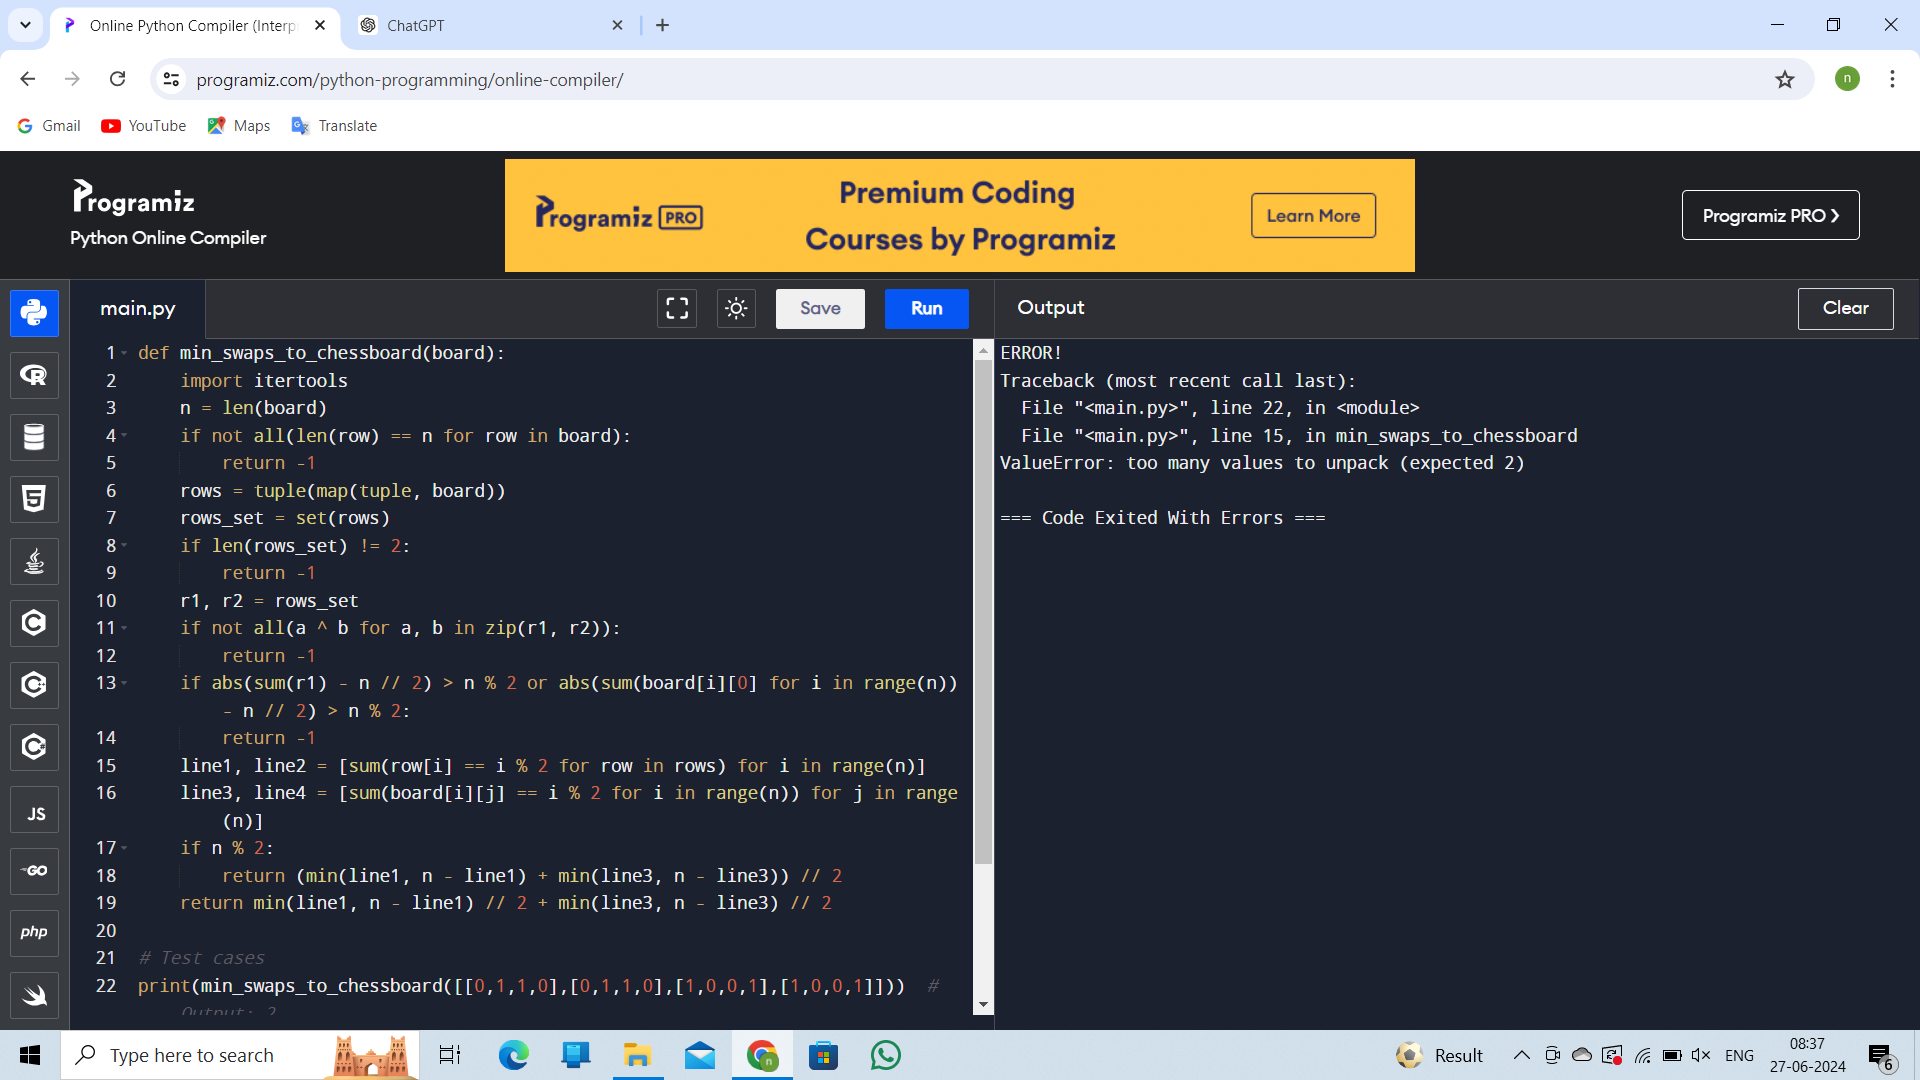 Online Python Compiler (Interp
ChatGPT
programiz.com/python-programming/online-compiler/
Gmail
YouTube
Maps
Translate
Programiz
Python Online Compiler
Programiz PRO
Premium Coding
Courses by Programiz
Learn More
Programiz PRO ❯
main.py
Save
Run
Output
Clear
1 def min_swaps_to_chessboard(board):
2 import itertools
3 n = len(board)
4 if not all(len(row) == n for row in board):
5 return -1
6 rows = tuple(map(tuple, board))
7 rows_set = set(rows)
8 if len(rows_set) != 2:
9 return -1
10 r1, r2 = rows_set
11 if not all(a ^ b for a, b in zip(r1, r2)):
12 return -1
13 if abs(sum(r1) - n // 2) > n % 2 or abs(sum(board[i][0] for i in range(n))
- n // 2) > n % 2:
14 return -1
15 line1, line2 = [sum(row[i] == i % 2 for row in rows) for i in range(n)]
16 line3, line4 = [sum(board[i][j] == i % 2 for i in range(n)) for j in range
(n)]
17 if n % 2:
18 return (min(line1, n - line1) + min(line3, n - line3)) // 2
19 return min(line1, n - line1) // 2 + min(line3, n - line3) // 2
20
21 # Test cases
22 print(min_swaps_to_chessboard([[0,1,1,0],[0,1,1,0],[1,0,0,1],[1,0,0,1]])) #
Output: 2
ERROR!
Traceback (most recent call last):
File "<main.py>", line 22, in <module>
File "<main.py>", line 15, in min_swaps_to_chessboard
ValueError: too many values to unpack (expected 2)
=== Code Exited With Errors ===
JS
GO
php
Type here to search
Result
ENG
08:37
27-06-2024
6